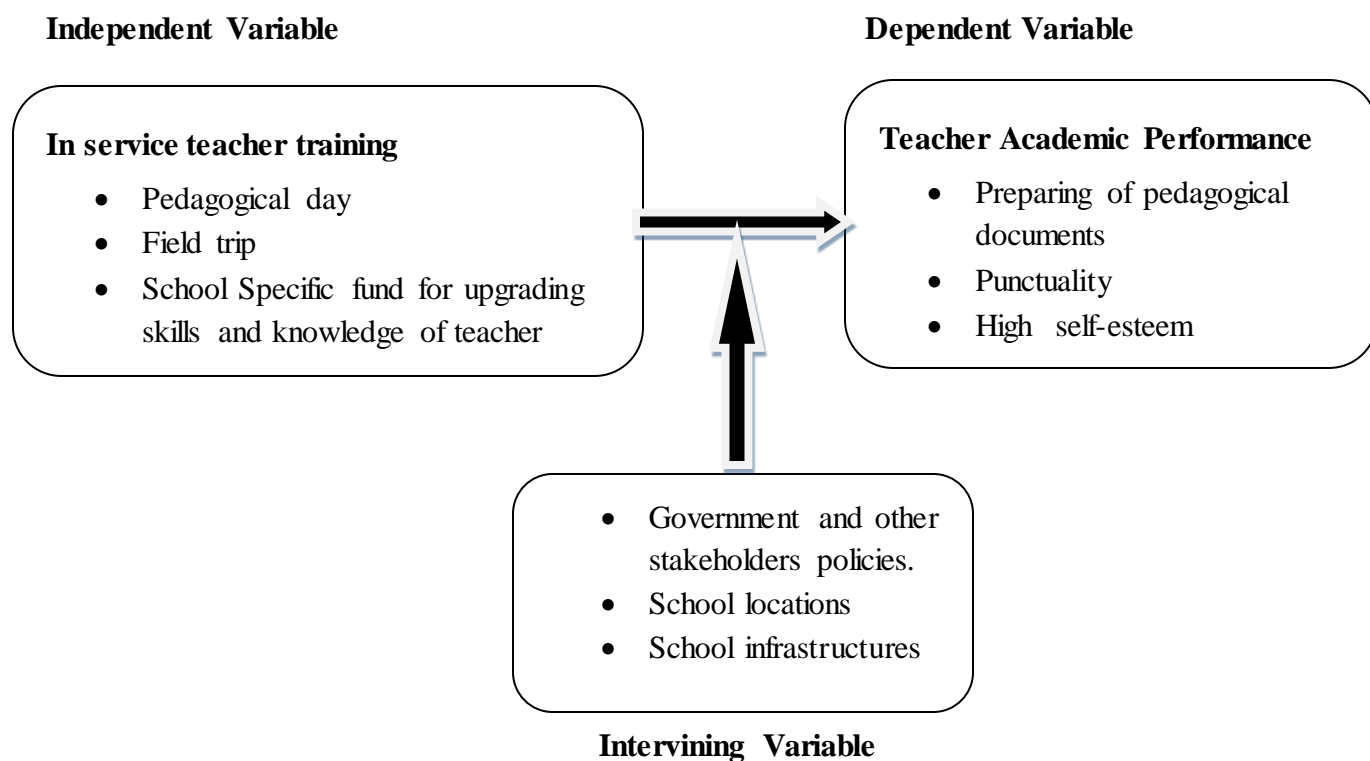 Independent Variable
Dependent Variable
In service teacher training
• Pedagogical day
• Field trip
• School Specific fund for upgrading
skills and knowledge of teacher
Teacher Academic Performance
• Preparing of pedagogical
documents
• Punctuality
• High self-esteem
• Government and other
stakeholders policies.
• School locations
• School infrastructures
Intervining Variable